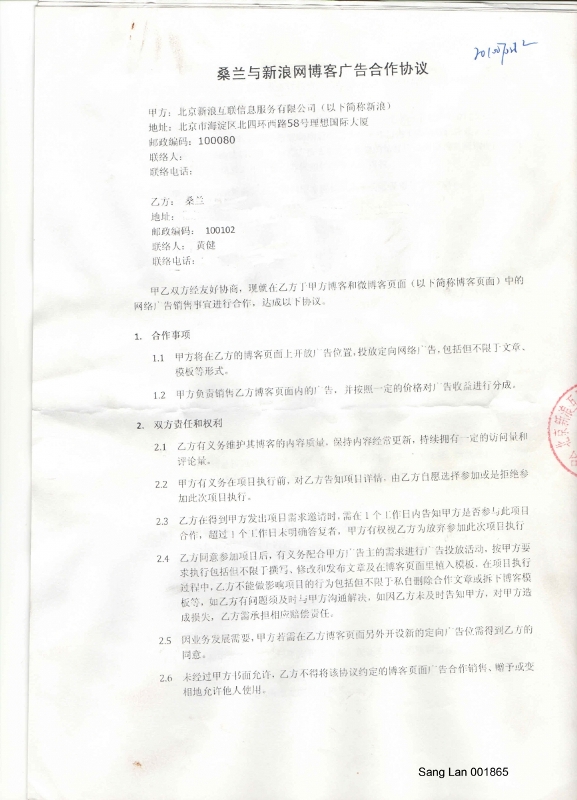 桑兰与新浪网博客广告合作协议
甲方：北京新浪互联信息服务有限公司（以下简称新浪）
地址：北京市海淀区北四环西路58号理想国际大厦
邮政编码：100080
联络人：
联络电话：
乙方： 桑兰
地址：
邮政编码： 100102
联络人： 黄健
联络电话：
甲乙双方经友好协商，现就在乙方于甲方博客和微博客页面（以下简称博客页面）中的
网络广告销售事宜进行合作，达成以下协议。
1. 合作事项
1.1 甲方将在乙方的博客页面上开放广告位置，投放定向网络广告，包括但不限于文章、
模板等形式。
1.2 甲方负责销售乙方博客页面内的广告，并按照一定的价格对广告收益进行分成。
2. 双方责任和权利
2.1 乙方有义务维护其博客的内容质量，保持内容经常更新，持续拥有一定的访问量和
评论量。
2.2 甲方有义务在项目执行前，对乙方告知项目详情，由乙方自愿选择参加或是拒绝参
加此次项目执行。
2.3 乙方在得到甲方发出项目需求邀请时，需在1个工作日内告知甲方是否参与此项目
合作，超过1个工作日未明确答复者，甲方有权视乙方为放弃参加此次项目执行
2.4 乙方同意参加项目后，有义务配合甲方广告主的需求进行广告投放活动，按甲方要
求执行包括但不限于撰写、修改和发布文章及在博客页面里植入模板，在项目执行
过程中，乙方不能做影响项目的行为包括但不限于私自删除合作文章或拆下博客模
板等，如乙方有问题须及时与甲方沟通解决，如因乙方未及时告知甲方，对甲方造
成损失，乙方需承担相应赔偿责任。
2.5 因业务发展需要，甲方若需在乙方博客页面另外开设新的定向广告位需得到乙方的
同意。
2.6 未经过甲方书面允许，乙方不得将该协议约定的博客页面广告合作销售、赠予或变
相地允许他人使用。
Sang Lan 001865